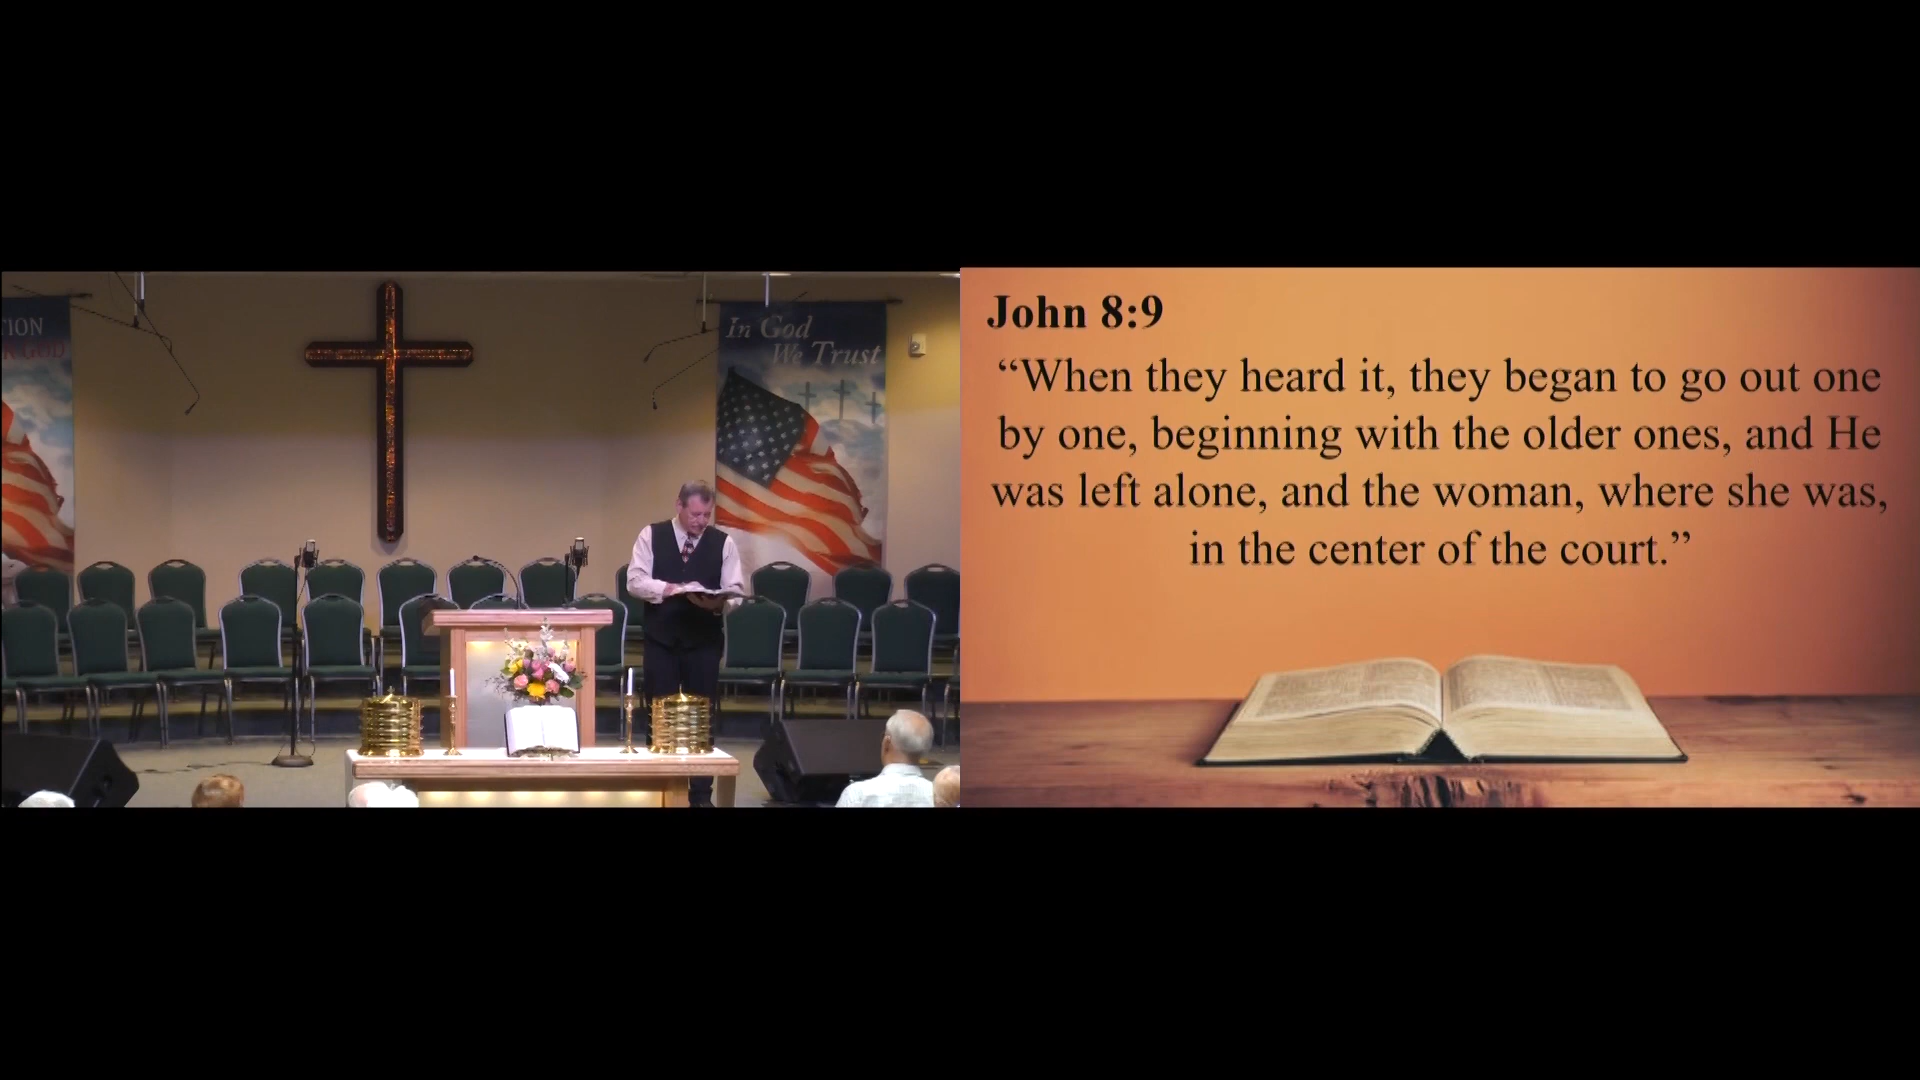 TION
R GOD
In God
We Trust
John 8:9
“When they heard it, they began to go out one
by one, beginning with the older ones, and He
was left alone, and the woman, where she was,
in the center of the court.”